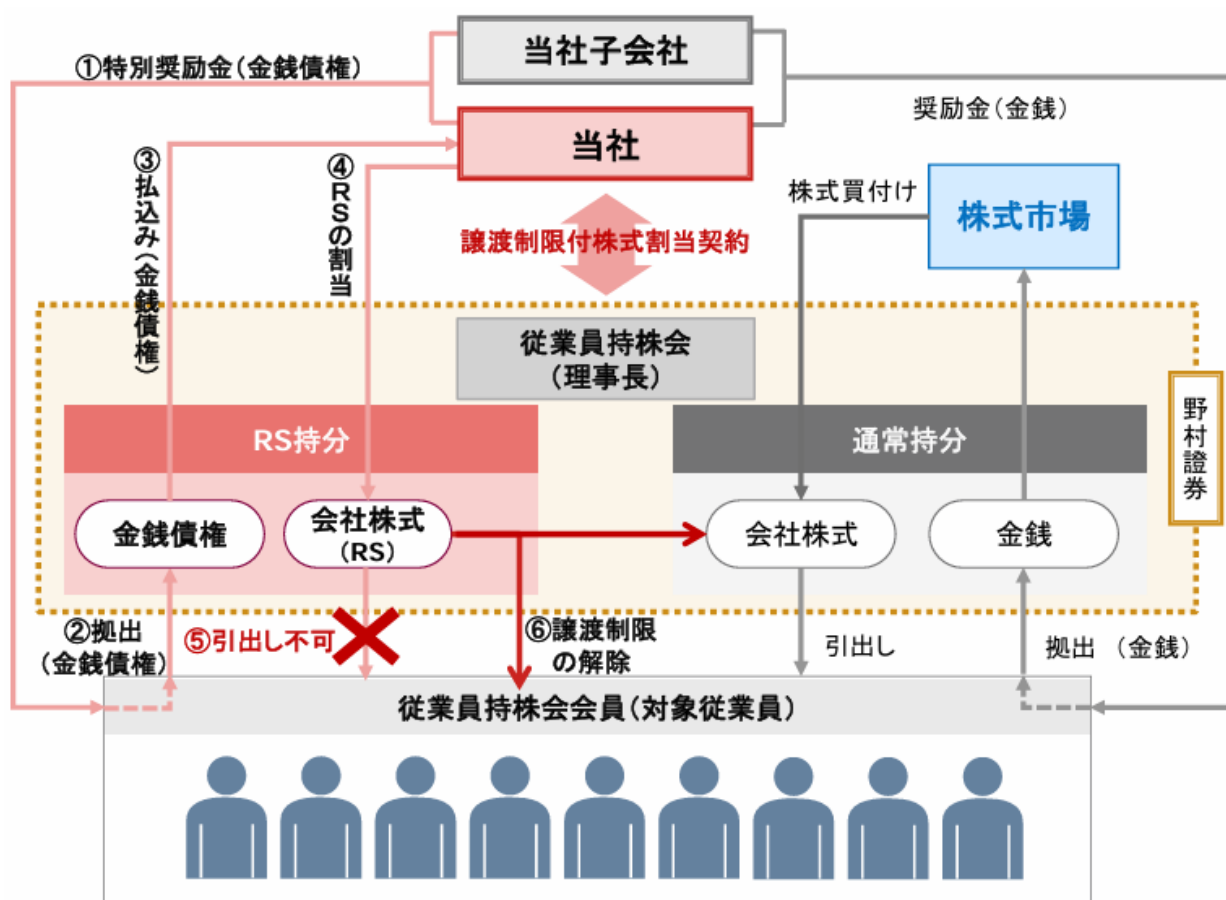 当社子会社
①特別奨励金(金銭債権)
奨励金(金銭)
当社
③払込み(金銭債権)
④RSの割当
株式買付け
株式市場
譲渡制限付株式割当契約
従業員持株会
(理事長)
野村證券
RS持分
通常持分
金銭債権
会社株式
(RS)
会社株式
金銭
②拠出
(金銭債権)
⑤引出し不可
⑥譲渡制限
の解除
引出し
拠出 (金銭)
従業員持株会会員(対象従業員)